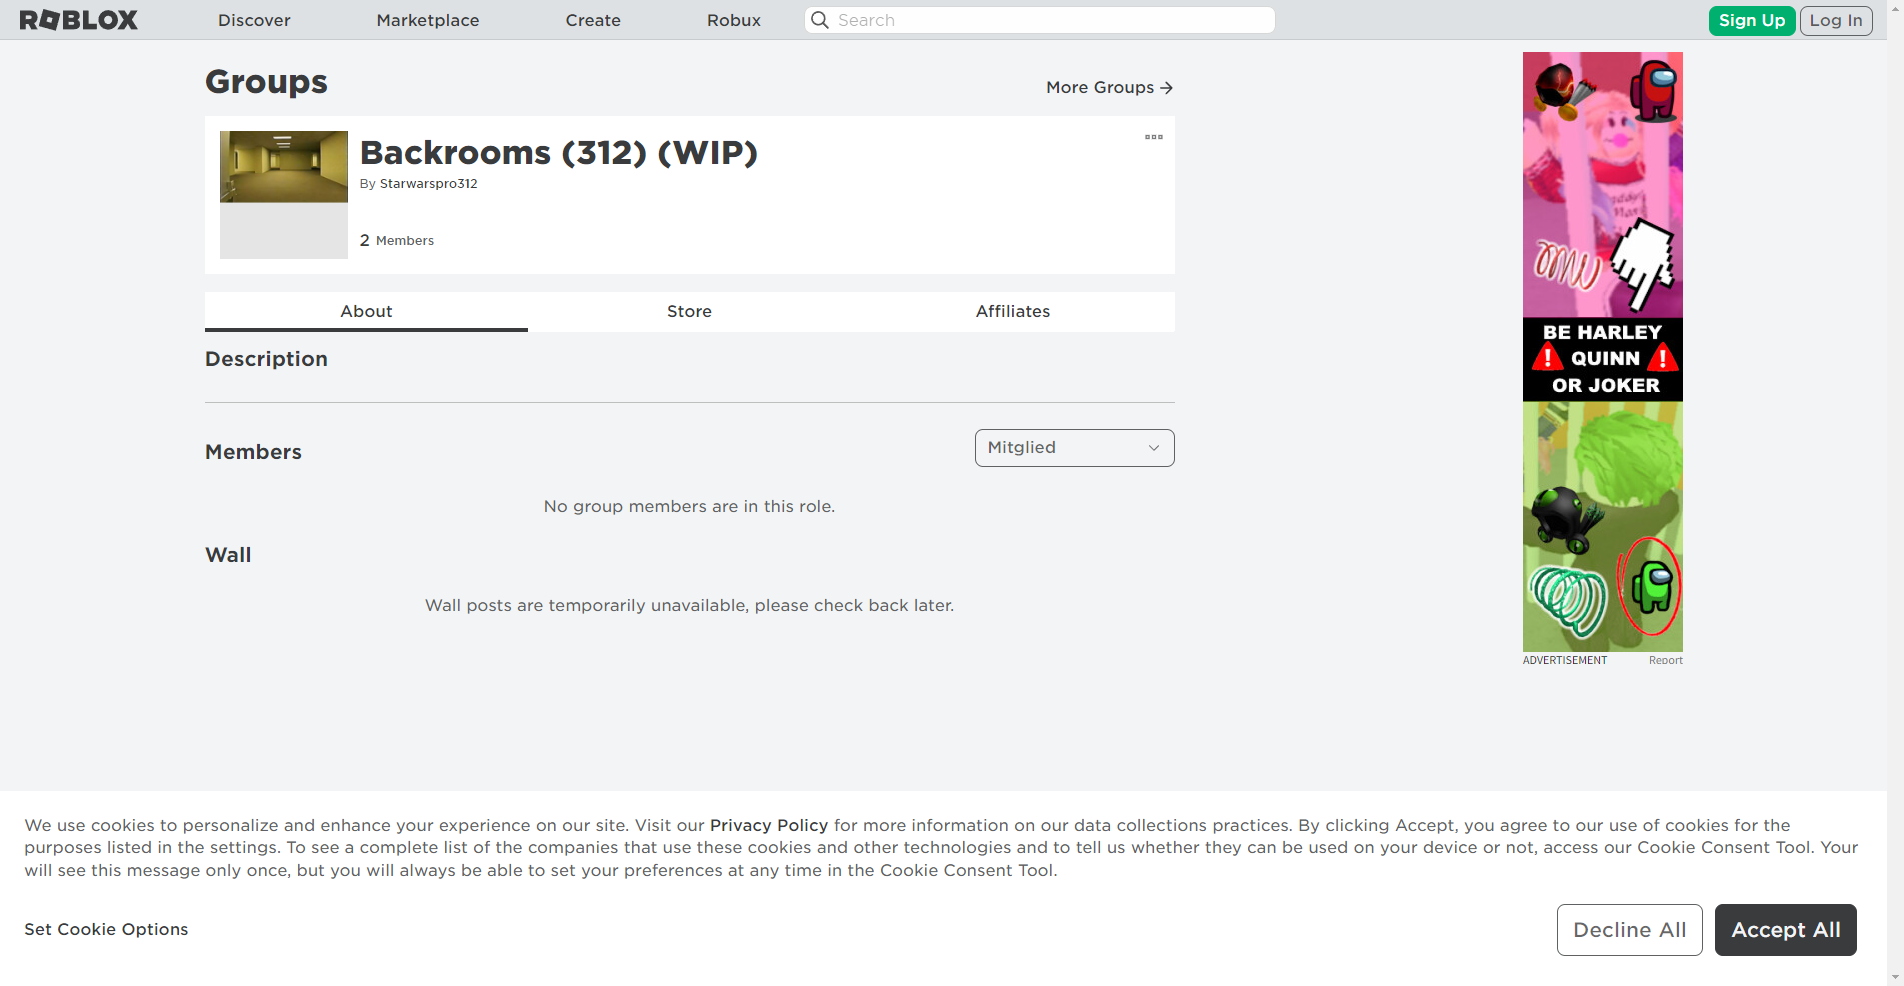 ROBLOX Discover Marketplace Create Robux Search Sign Up Log In
Groups
More Groups →
Backrooms (312) (WIP)
By Starwarspro312
2 Members
About Store Affiliates
Description
Members
Mitglied
No group members are in this role.
Wall
Wall posts are temporarily unavailable, please check back later.
BE HARLEY
QUINN
OR JOKER
ADVERTISEMENT Report
We use cookies to personalize and enhance your experience on our site. Visit our Privacy Policy for more information on our data collections practices. By clicking Accept, you agree to our use of cookies for the
purposes listed in the settings. To see a complete list of the companies that use these cookies and other technologies and to tell us whether they can be used on your device or not, access our Cookie Consent Tool. Your
will see this message only once, but you will always be able to set your preferences at any time in the Cookie Consent Tool.
Set Cookie Options
Decline All
Accept All